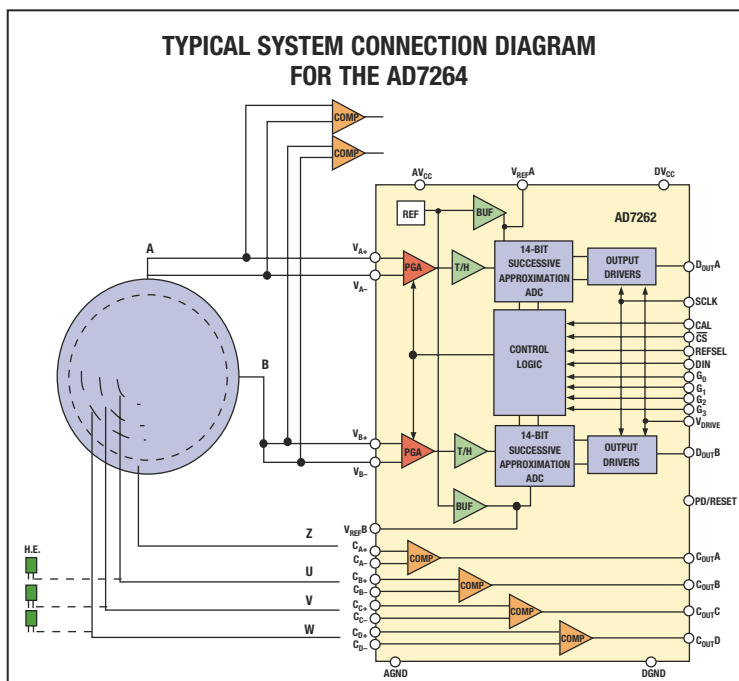 TYPICAL SYSTEM CONNECTION DIAGRAM
FOR THE AD7264
COMP
COMP
AVCC
VREFA
DVCC
REF
BUF
AD7262
A
VA+
VA–
PGA
T/H
14-BIT
SUCCESSIVE
APPROXIMATION
ADC
OUTPUT
DRIVERS
DOUTA
SCLK
CAL
CS
REFSEL
DIN
G0
G1
G2
G3
VDRIVE
CONTROL
LOGIC
B
VB+
VB–
PGA
T/H
14-BIT
SUCCESSIVE
APPROXIMATION
ADC
OUTPUT
DRIVERS
DOUTB
BUF
PD/RESET
VREFB
Z
CA+
CA–
COMP
COUTA
H.E.
U
CB+
CB–
COMP
COUTB
V
CC+
CC–
COMP
COUTC
W
CD+
CD–
COMP
COUTD
AGND
DGND